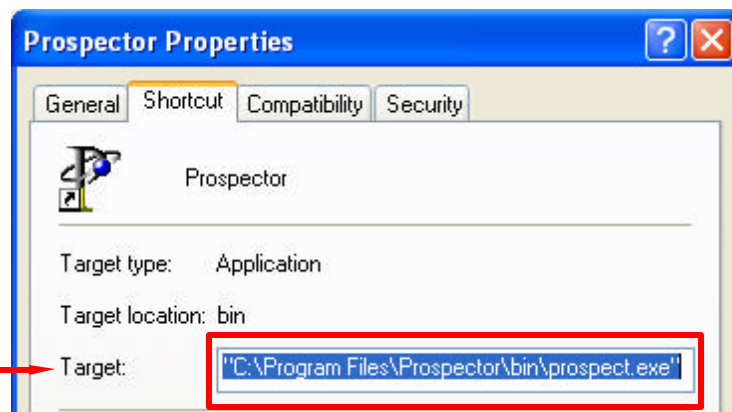 Prospector Properties
General Shortcut Compatibility Security
Prospector
Target type: Application
Target location: bin
Target: "C:\Program Files\Prospector\bin\prospect.exe"